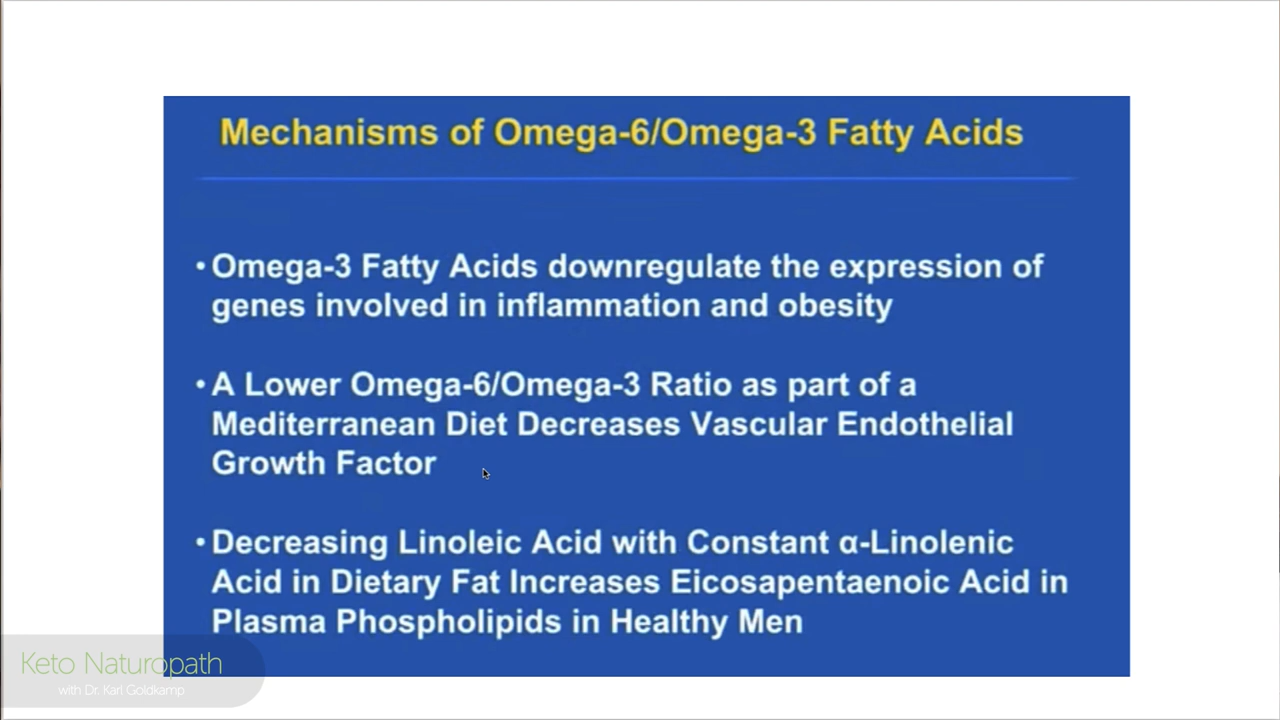 Mechanisms of Omega-6/Omega-3 Fatty Acids
• Omega-3 Fatty Acids downregulate the expression of
genes involved in inflammation and obesity
• A Lower Omega-6/Omega-3 Ratio as part of a
Mediterranean Diet Decreases Vascular Endothelial
Growth Factor
• Decreasing Linoleic Acid with Constant α-Linolenic
Acid in Dietary Fat Increases Eicosapentaenoic Acid in
Plasma Phospholipids in Healthy Men
Keto Naturopath
with Dr. Karl Goldkamp